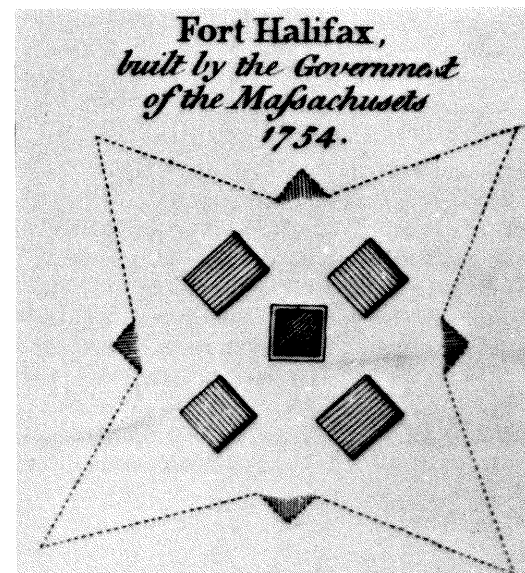 Fort Halifax,
built by the Government
of the Maſsachusets
1754.